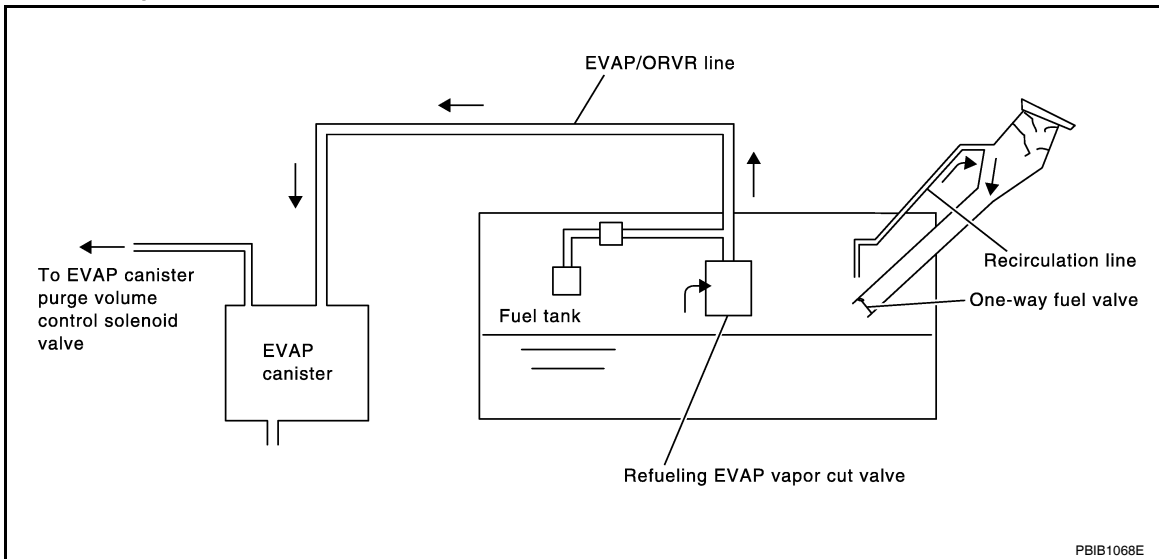 EVAP/ORVR line
Recirculation line
One-way fuel valve
To EVAP canister
purge volume
control solenoid
valve
Fuel tank
EVAP
canister
Refueling EVAP vapor cut valve
PBIB1068E